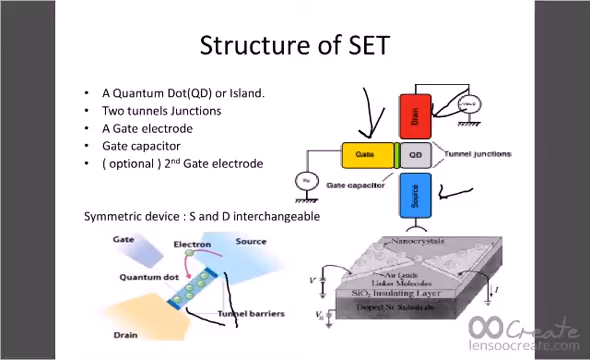 Structure of SET
• A Quantum Dot(QD) or Island.
• Two tunnels Junctions
• A Gate electrode
• Gate capacitor
• ( optional ) 2nd Gate electrode
Symmetric device : S and D interchangeable
Drain
Gate
QD
Tunnel junctions
Gate capacitor
Source
Gate
Electron
Source
Quantum dot
Tunnel barriers
Drain
Nanocrystals
Au Leads
Linker Molecules
SiO2 Insulating Layer
Doped Si Substrate
V
I
Create
lensoocreate.com